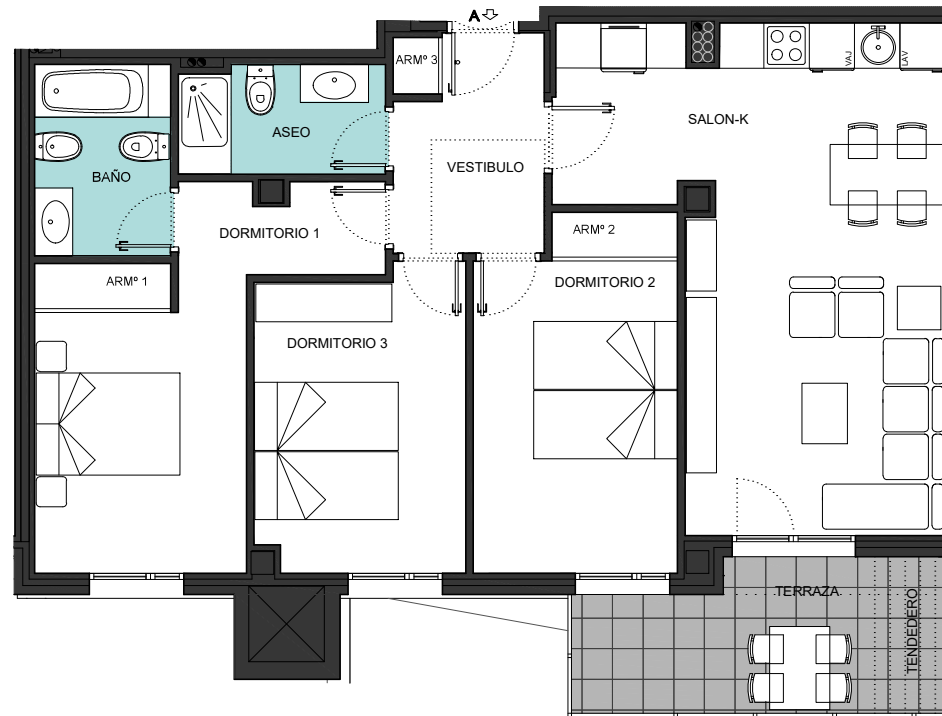 A
ARMº 3
VAJ
LAV
SALON-K
ASEO
BAÑO
VESTIBULO
DORMITORIO 1
ARMº 2
ARMº 1
DORMITORIO 2
DORMITORIO 3
TERRAZA
TENDEDERO